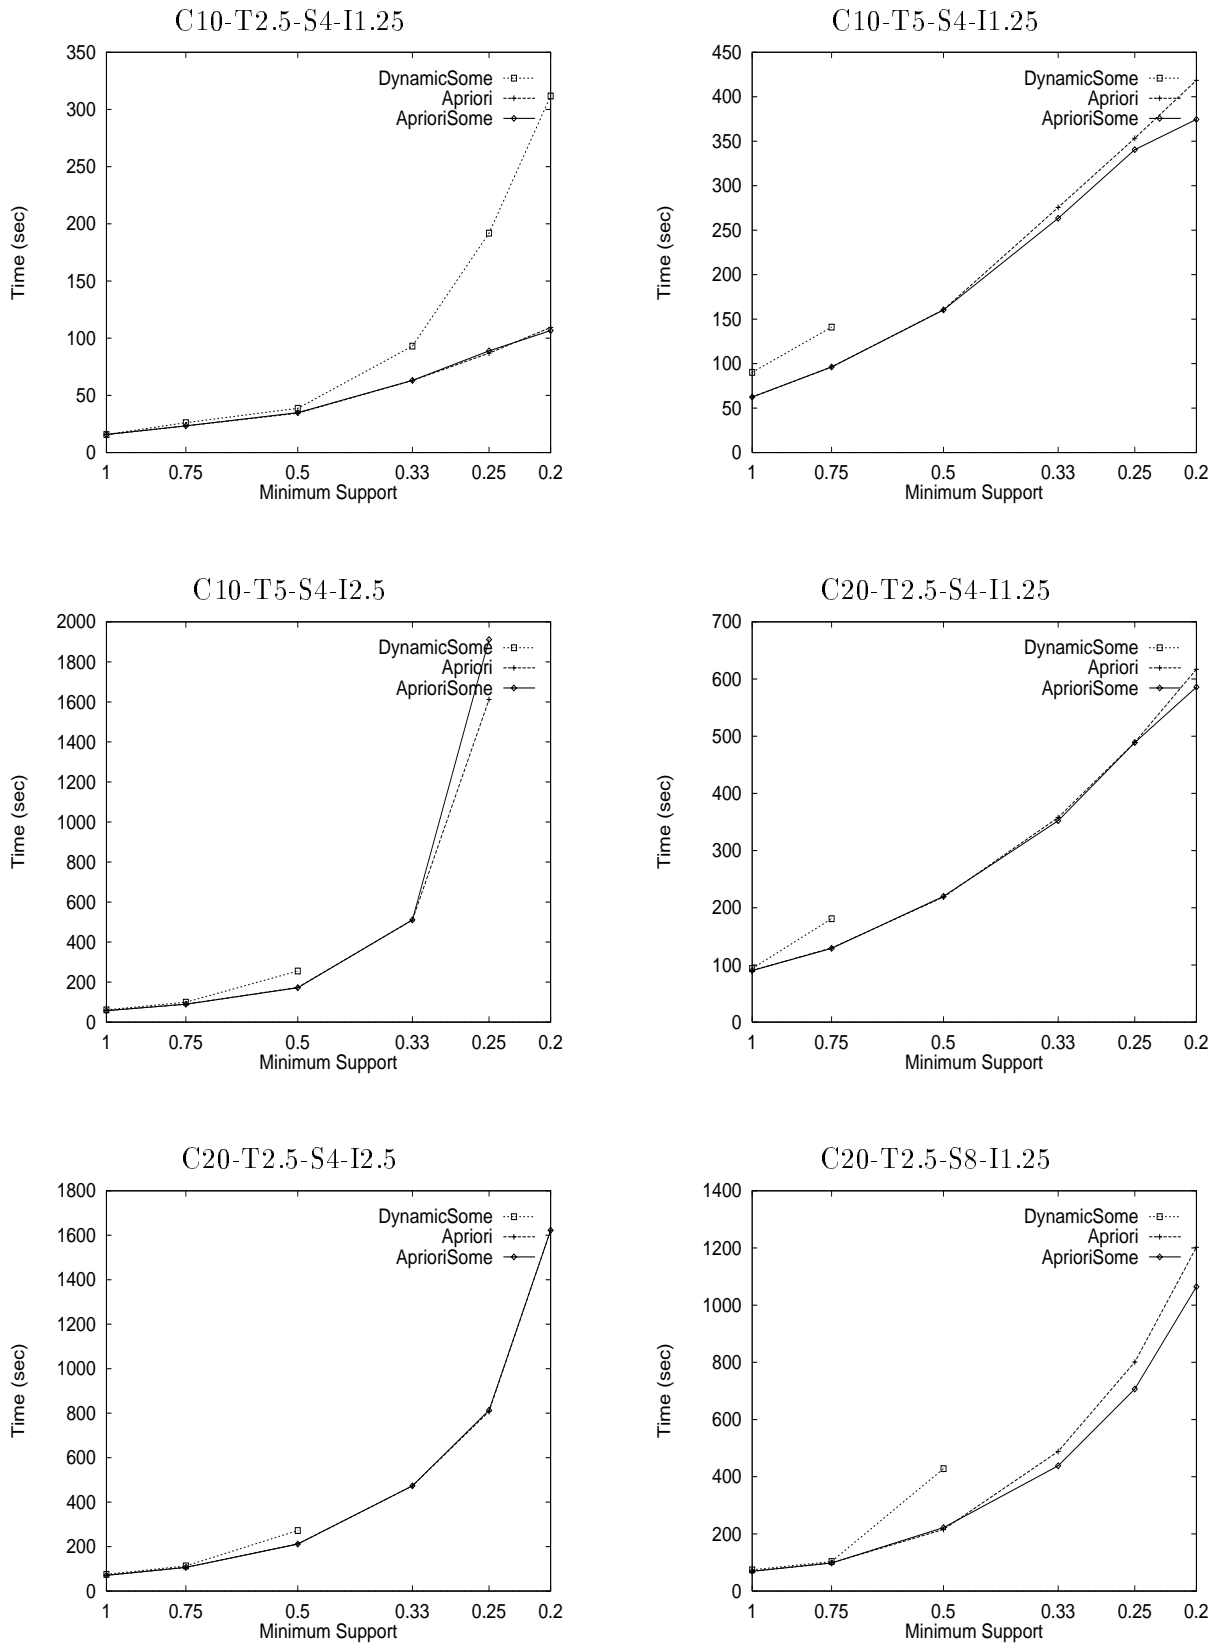 C10-T2.5-S4-I1.25
350
300
250
200
150
100
50
0
Time (sec)
DynamicSome
Apriori
AprioriSome
1 0.75 0.5 0.33 0.25 0.2
Minimum Support
C10-T5-S4-I1.25
450
400
350
300
250
200
150
100
50
0
Time (sec)
DynamicSome
Apriori
AprioriSome
1 0.75 0.5 0.33 0.25 0.2
Minimum Support
C10-T5-S4-I2.5
2000
1800
1600
1400
1200
1000
800
600
400
200
0
Time (sec)
DynamicSome
Apriori
AprioriSome
1 0.75 0.5 0.33 0.25 0.2
Minimum Support
C20-T2.5-S4-I1.25
700
600
500
400
300
200
100
0
Time (sec)
DynamicSome
Apriori
AprioriSome
1 0.75 0.5 0.33 0.25 0.2
Minimum Support
C20-T2.5-S4-I2.5
1800
1600
1400
1200
1000
800
600
400
200
0
Time (sec)
DynamicSome
Apriori
AprioriSome
1 0.75 0.5 0.33 0.25 0.2
Minimum Support
C20-T2.5-S8-I1.25
1400
1200
1000
800
600
400
200
0
Time (sec)
DynamicSome
Apriori
AprioriSome
1 0.75 0.5 0.33 0.25 0.2
Minimum Support